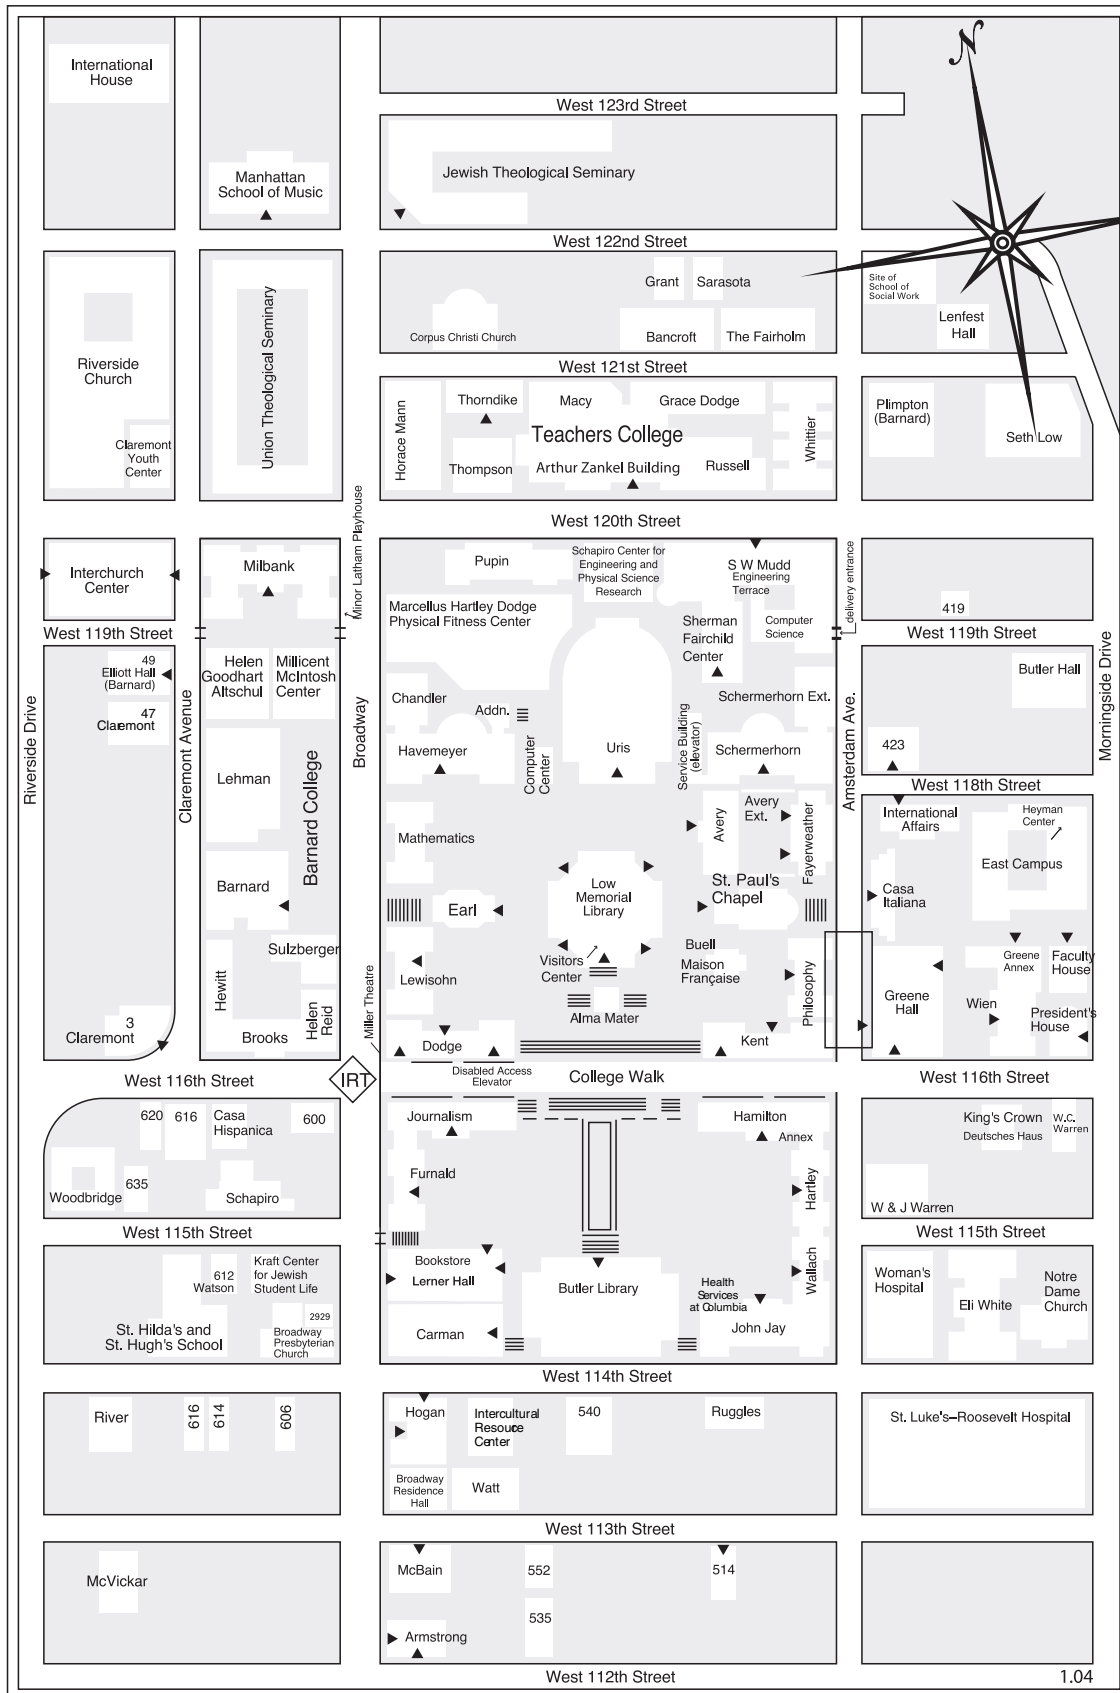 International
House
N
West 123rd Street
Manhattan
School of Music
Jewish Theological Seminary
West 122nd Street
Riverside
Church
Claremont
Youth
Center
Union Theological Seminary
Corpus Christi Church
Grant
Sarasota
Bancroft
The Fairholm
Site of
School of
Social Work
Lenfest
Hall
West 121st Street
Horace Mann
Thorndike
Macy
Grace Dodge
Teachers College
Thompson
Arthur Zankel Building
Russell
Whittier
Plimpton
(Barnard)
Seth Low
West 120th Street
Interchurch
Center
Milbank
Minor Latham Playhouse
Pupin
Schapiro Center for
Engineering and
Physical Science
Research
S W Mudd
Engineering
Terrace
delivery entrance
419
Marcellus Hartley Dodge
Physical Fitness Center
Sherman
Fairchild
Center
Computer
Science
West 119th Street
West 119th Street
49
Elliott Hall
(Barnard)
47
Claremont
Helen
Goodhart
Altschul
Millicent
McIntosh
Center
Chandler
Addn.
Schermerhorn Ext.
Butler Hall
Riverside Drive
Claremont Avenue
Broadway
Amsterdam Ave.
Morningside Drive
Lehman
Barnard College
Havemeyer
Computer
Center
Uris
Service Building
(elevator)
Schermerhorn
423
West 118th Street
Mathematics
Avery
Avery
Ext.
Fayerweather
International
Affairs
Heyman
Center
East Campus
Barnard
Earl
Low
Memorial
Library
St. Paul's
Chapel
Casa
Italiana
Sulzberger
Hewitt
Helen
Reid
Brooks
Lewisohn
Visitors
Center
Buell
Maison
Française
Philosophy
Greene
Hall
Greene
Annex
Faculty
House
Wien
President's
House
3
Claremont
Miller Theatre
Alma Mater
Dodge
Kent
Disabled Access
Elevator
West 116th Street
IRT
College Walk
West 116th Street
620
616
Casa
Hispanica
600
Journalism
Hamilton
Annex
King's Crown
Deutsches Haus
W.C.
Warren
Woodbridge
635
Schapiro
Furnald
Hartley
W & J Warren
West 115th Street
West 115th Street
612
Watson
Kraft Center
for Jewish
Student Life
Bookstore
Lerner Hall
Butler Library
Health
Services
at Columbia
Wallach
Woman's
Hospital
Eli White
Notre
Dame
Church
St. Hilda's and
St. Hugh's School
2929
Broadway
Presbyterian
Church
Carman
John Jay
West 114th Street
River
616
614
606
Hogan
Intercultural
Resource
Center
540
Ruggles
St. Luke's–Roosevelt Hospital
Broadway
Residence
Hall
Watt
West 113th Street
McVickar
McBain
552
514
535
Armstrong
West 112th Street
1.04